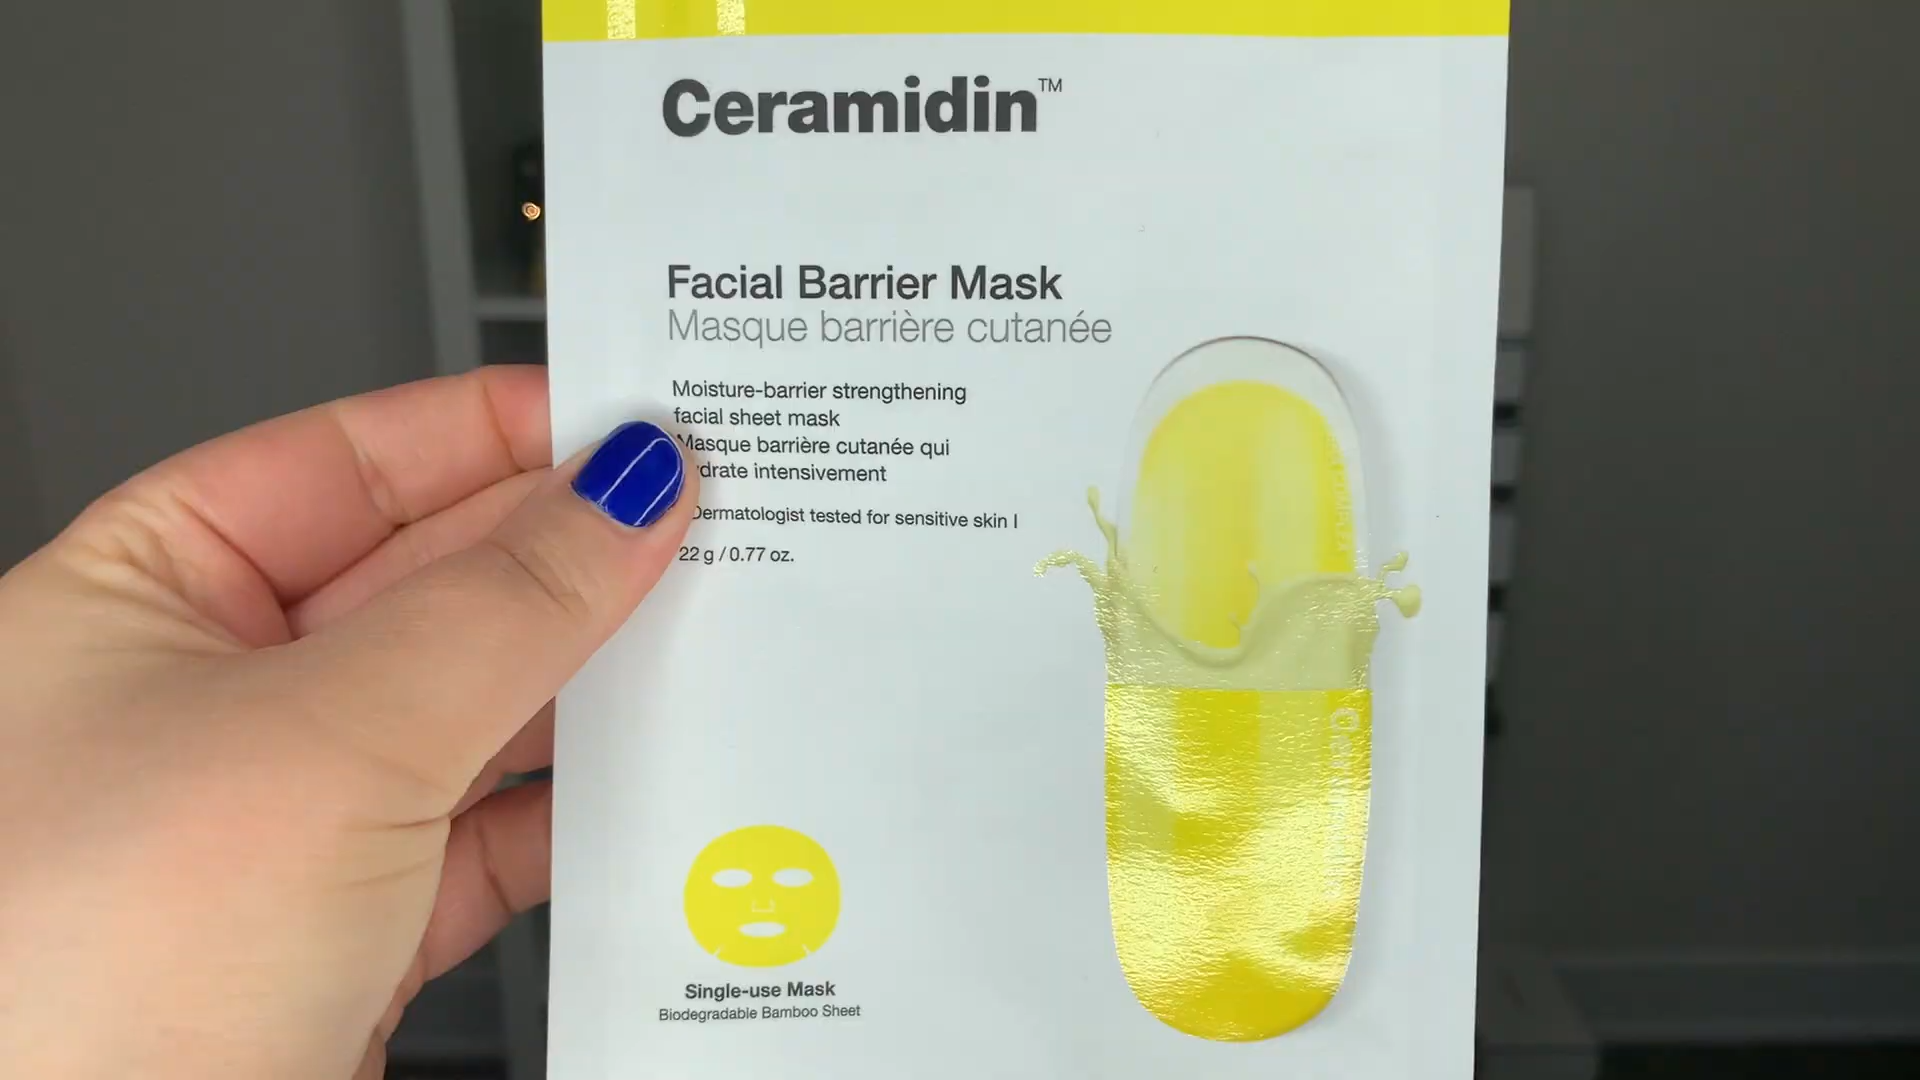 Ceramidin™
Facial Barrier Mask
Masque barrière cutanée
Moisture-barrier strengthening
facial sheet mask
Masque barrière cutanée qui
intensivement
Dermatologist tested for sensitive skin I
22 g / 0.77 oz.
Ceramidin
Single-use Mask
Biodegradable Bamboo Sheet